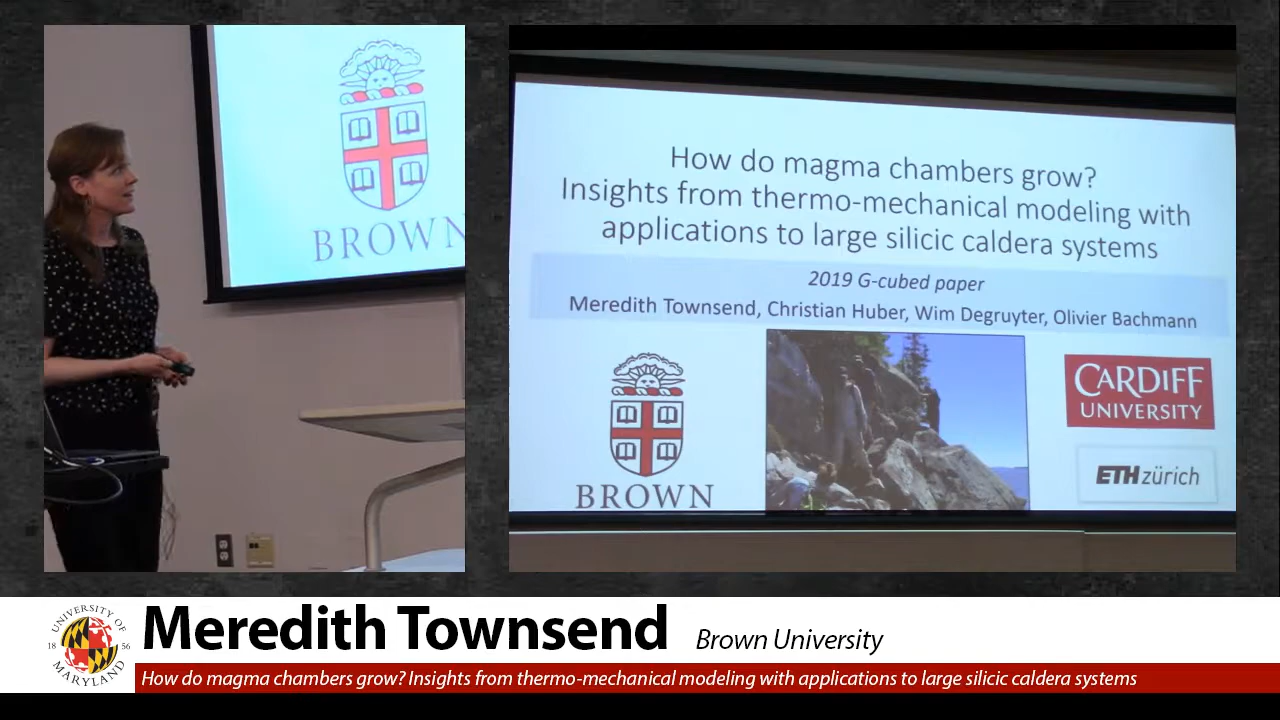 BROWN
How do magma chambers grow?
Insights from thermo-mechanical modeling with
applications to large silicic caldera systems
2019 G-cubed paper
Meredith Townsend, Christian Huber, Wim Degruyter, Olivier Bachmann
BROWN
CARDIFF
UNIVERSITY
ETH zürich
UNIVERSITY OF
18 56
MARYLAND
Meredith Townsend Brown University
How do magma chambers grow? Insights from thermo-mechanical modeling with applications to large silicic caldera systems